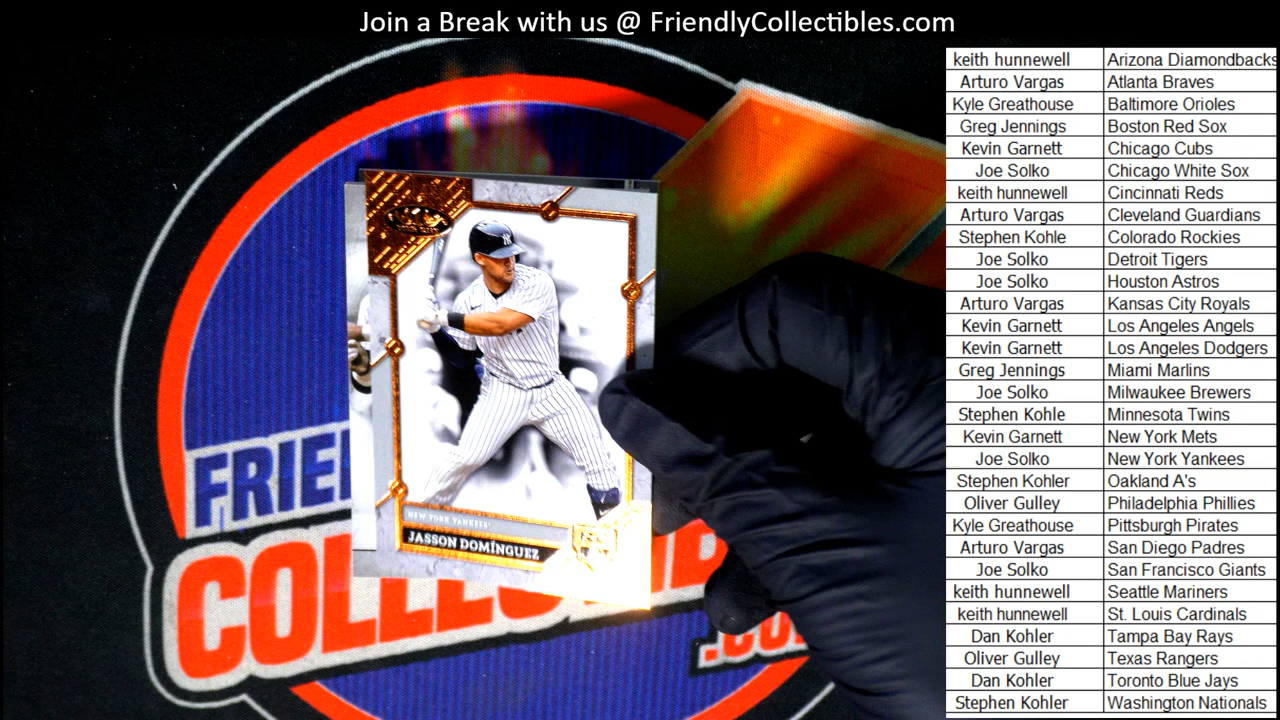 Join a Break with us @ FriendlyCollectibles.com
keith hunnewell Arizona Diamondbacks
Arturo Vargas Atlanta Braves
Kyle Greathouse Baltimore Orioles
Greg Jennings Boston Red Sox
Kevin Garnett Chicago Cubs
Joe Solko Chicago White Sox
keith hunnewell Cincinnati Reds
Arturo Vargas Cleveland Guardians
Stephen Kohle Colorado Rockies
Joe Solko Detroit Tigers
Joe Solko Houston Astros
Arturo Vargas Kansas City Royals
Kevin Garnett Los Angeles Angels
Kevin Garnett Los Angeles Dodgers
Greg Jennings Miami Marlins
Joe Solko Milwaukee Brewers
Stephen Kohle Minnesota Twins
Kevin Garnett New York Mets
Joe Solko New York Yankees
Stephen Kohler Oakland A's
Oliver Gulley Philadelphia Phillies
Kyle Greathouse Pittsburgh Pirates
Arturo Vargas San Diego Padres
Joe Solko San Francisco Giants
keith hunnewell Seattle Mariners
keith hunnewell St. Louis Cardinals
Dan Kohler Tampa Bay Rays
Oliver Gulley Texas Rangers
Dan Kohler Toronto Blue Jays
Stephen Kohler Washington Nationals
NEW YORK YANKEES
JASSON DOMÍNGUEZ